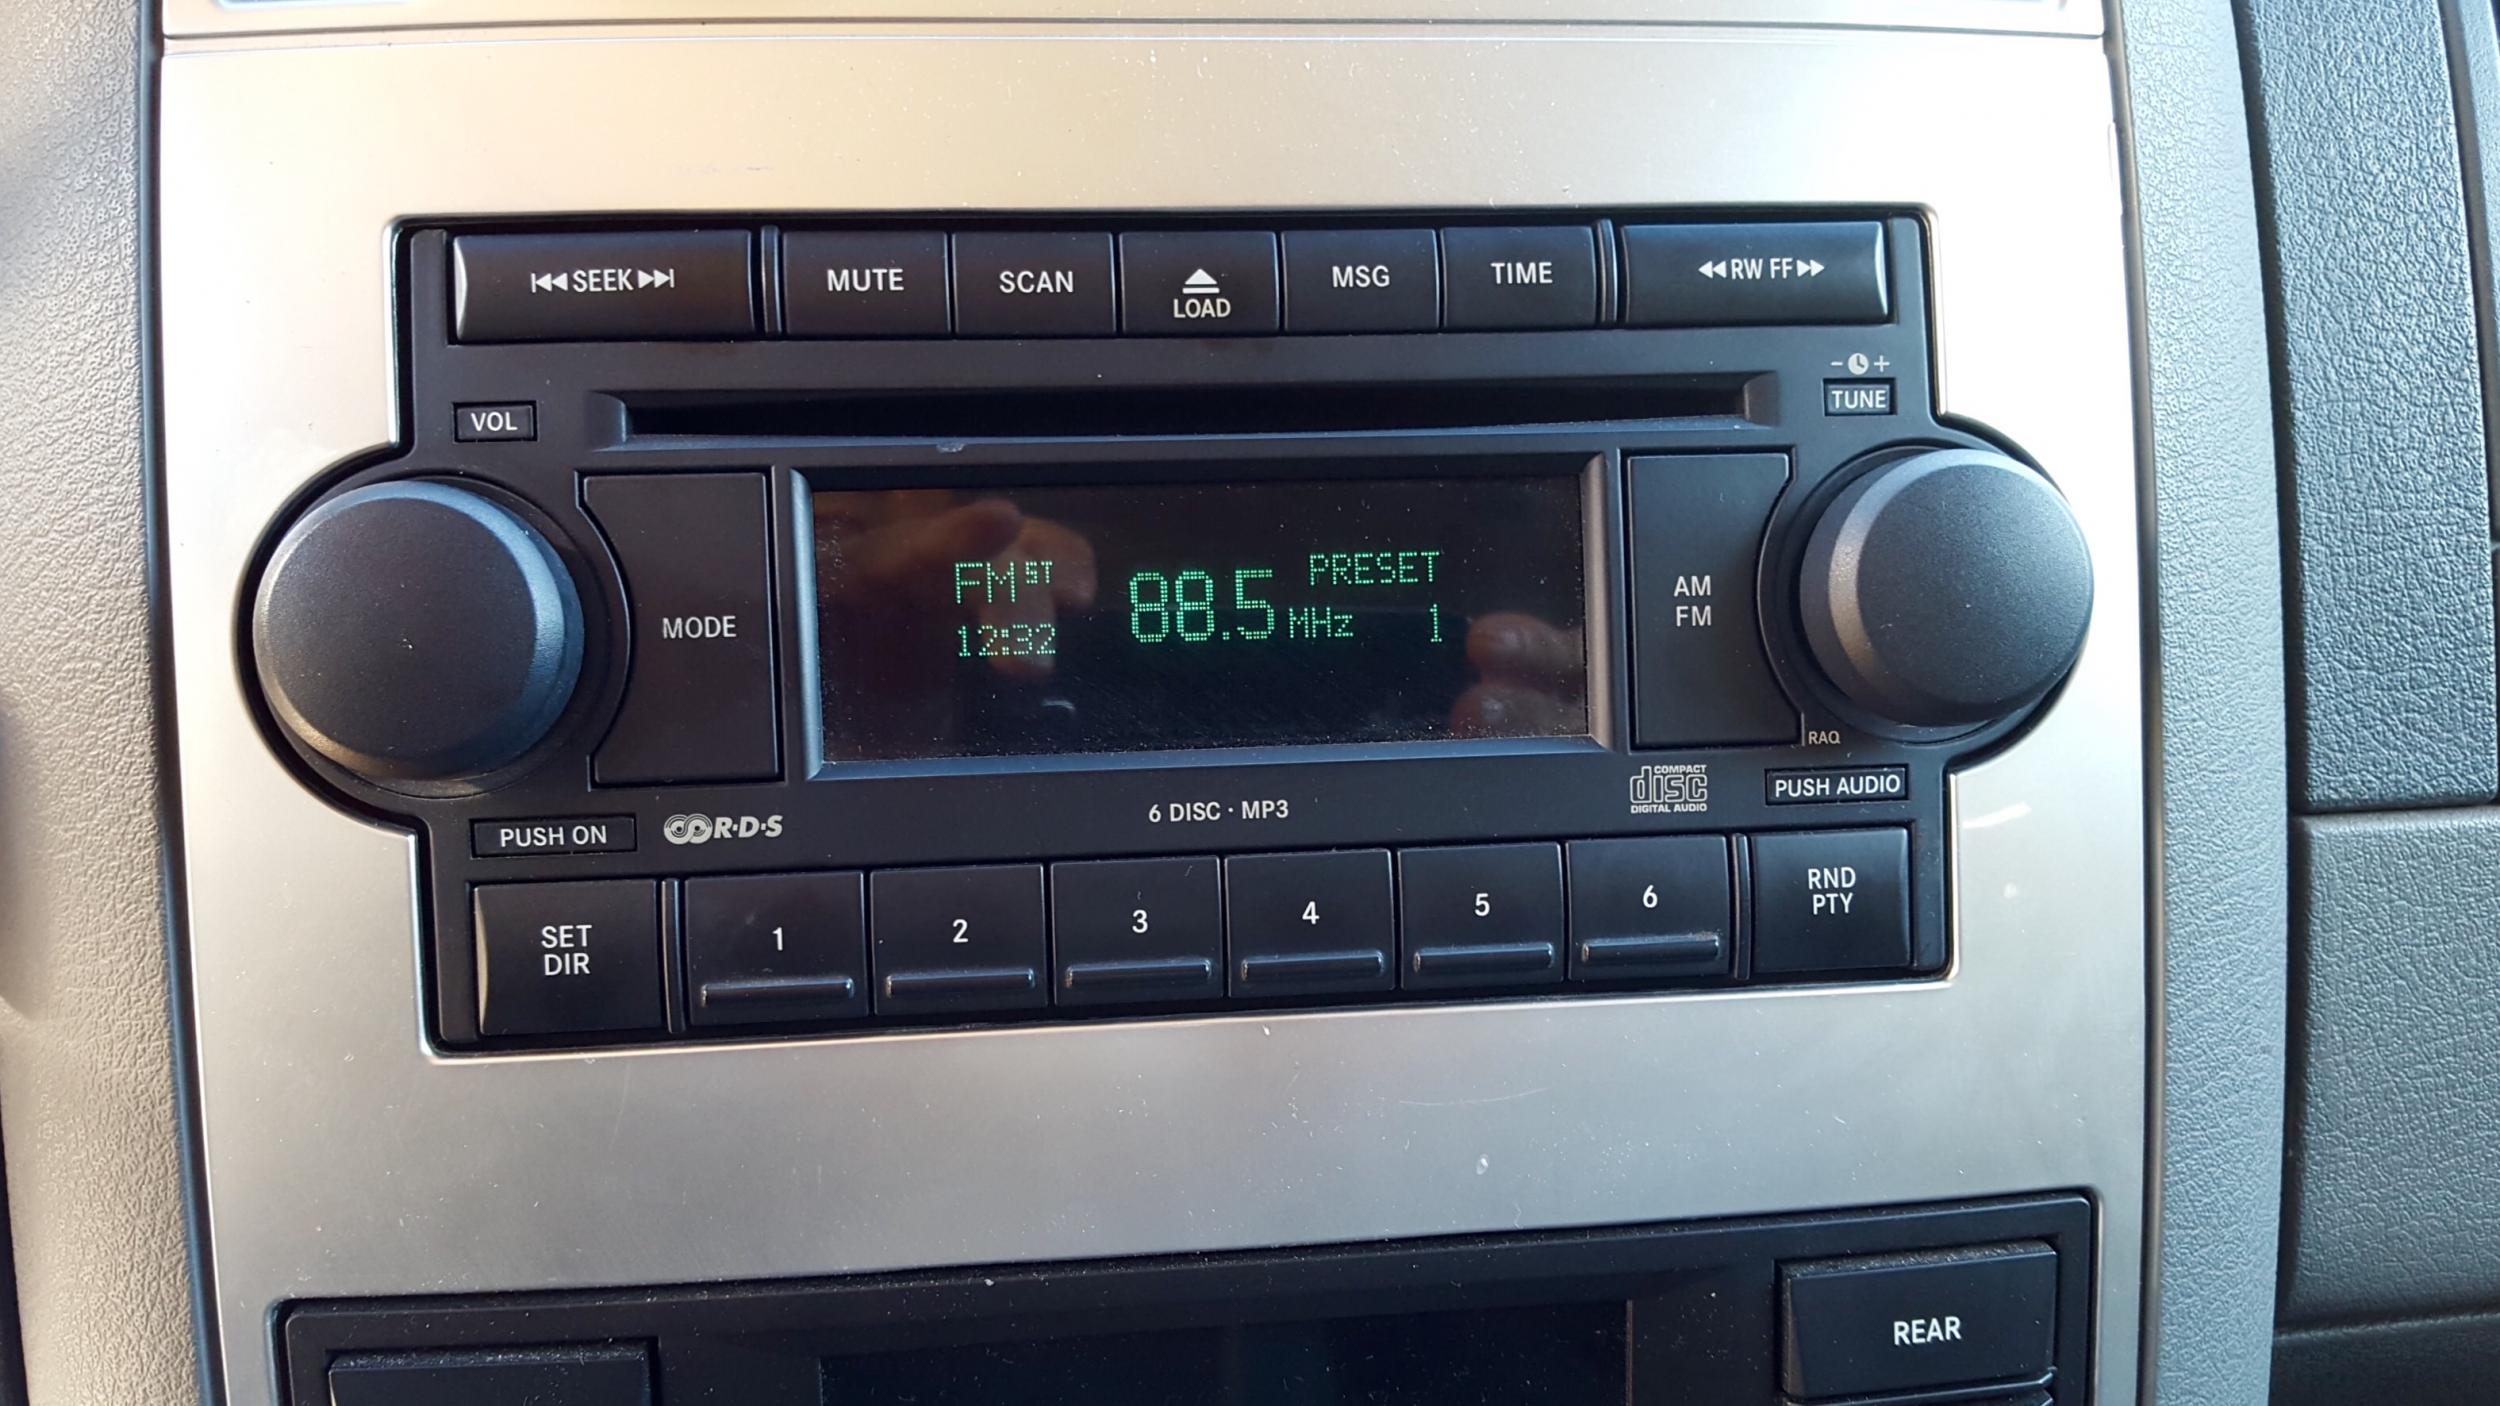 SEEK
MUTE
SCAN
LOAD
MSG
TIME
RW FF
VOL
- +
TUNE
MODE
FM ST
88.5 MHz
PRESET
1
12:32
AM
FM
RAQ
PUSH ON
R·D·S
6 DISC · MP3
COMPACT
disc
DIGITAL AUDIO
PUSH AUDIO
SET
DIR
1
2
3
4
5
6
RND
PTY
REAR